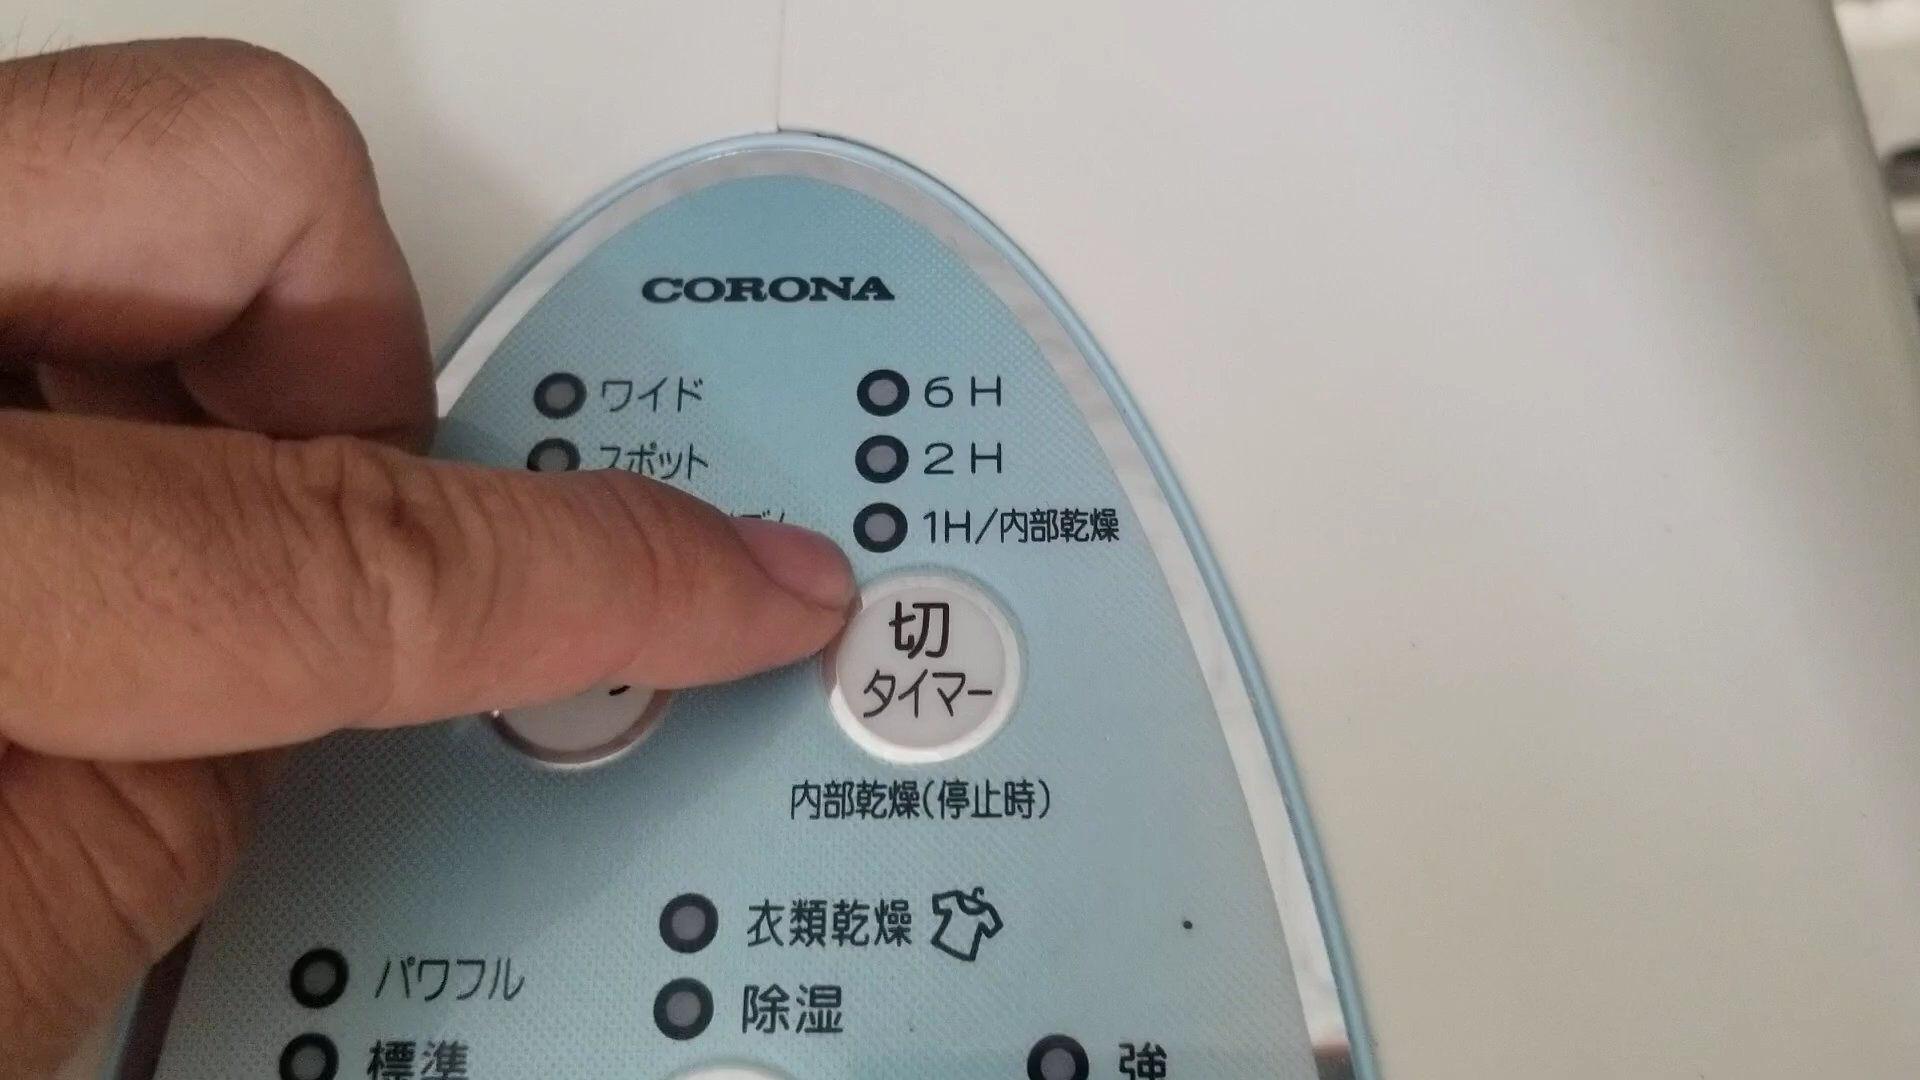 CORONA
ワイド
6H
スポット
2H
1H/内部乾燥
切
タイマー
内部乾燥(停止時)
衣類乾燥
パワフル
除湿
標準
強